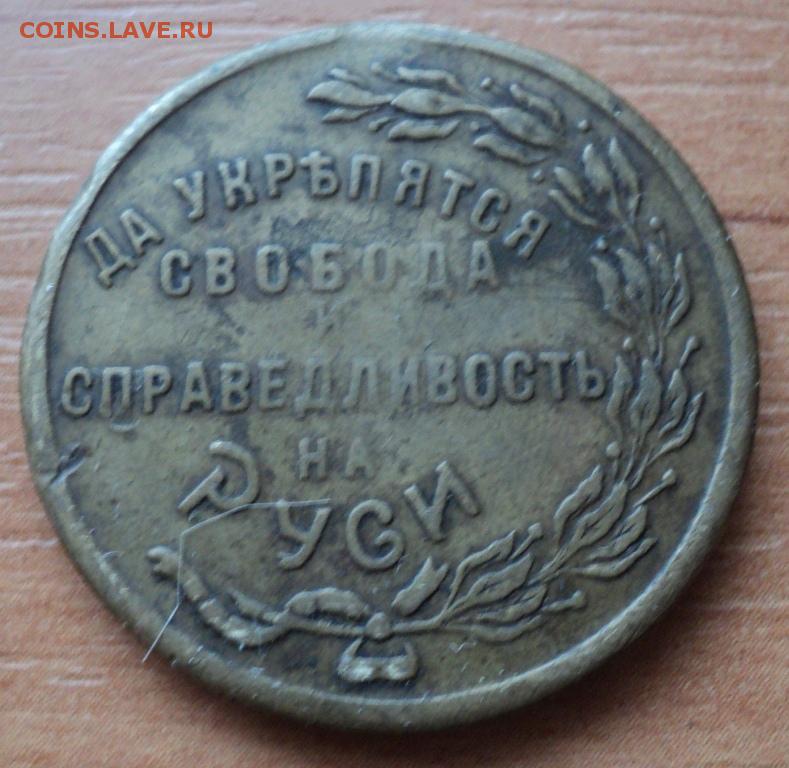 COINS.LAVE.RU
ДА УКРѢПЯТСЯ
СВОБОДА
И
СПРАВЕДЛИВОСТЬ
НА
РУСИ